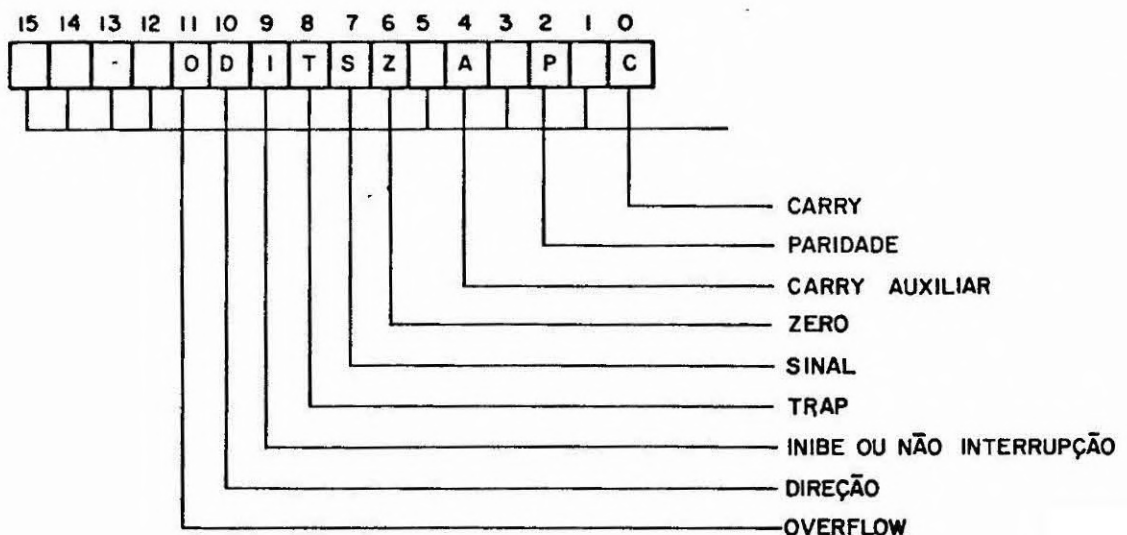 15 14 13 12 11 10 9 8 7 6 5 4 3 2 1 0
- O D I T S Z A P C
CARRY
PARIDADE
CARRY AUXILIAR
ZERO
SINAL
TRAP
INIBE OU NÃO INTERRUPÇÃO
DIREÇÃO
OVERFLOW